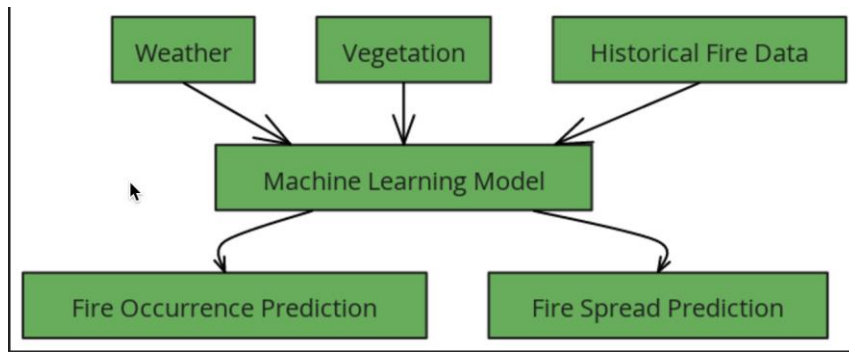 Weather
Vegetation
Historical Fire Data
Machine Learning Model
Fire Occurrence Prediction
Fire Spread Prediction